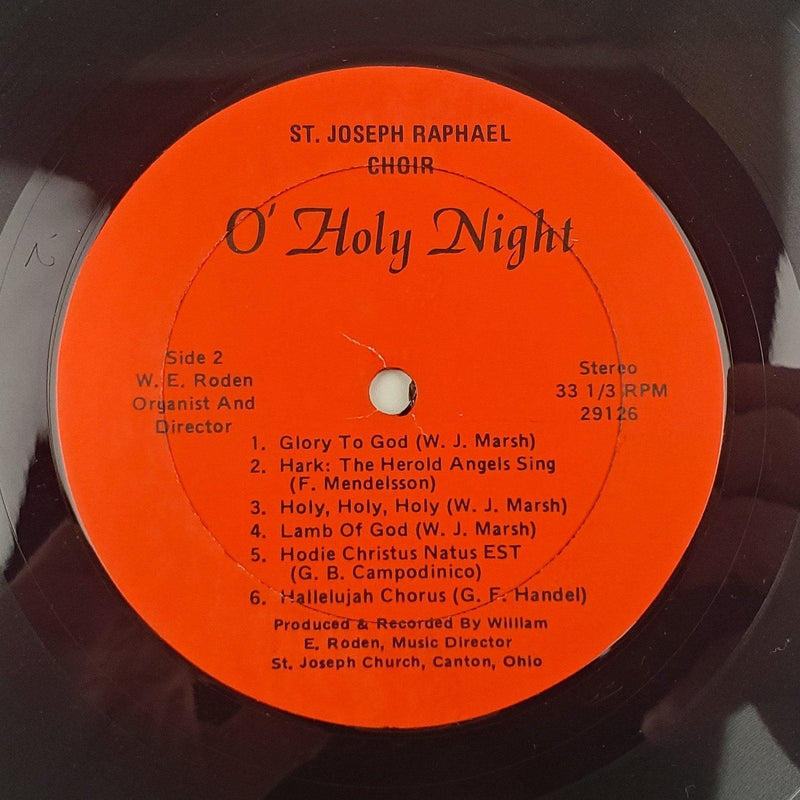 ST. JOSEPH RAPHAEL
CHOIR
O' Holy Night
Side 2
W. E. Roden
Organist And
Director
Stereo
33 1/3 RPM
29126
1. Glory To God (W. J. Marsh)
2. Hark: The Herold Angels Sing
(F. Mendelsson)
3. Holy, Holy, Holy (W. J. Marsh)
4. Lamb Of God (W. J. Marsh)
5. Hodie Christus Natus EST
(G. B. Campodinico)
6. Hallelujah Chorus (G. F. Handel)
Produced & Recorded By William
E. Roden, Music Director
St. Joseph Church, Canton, Ohio